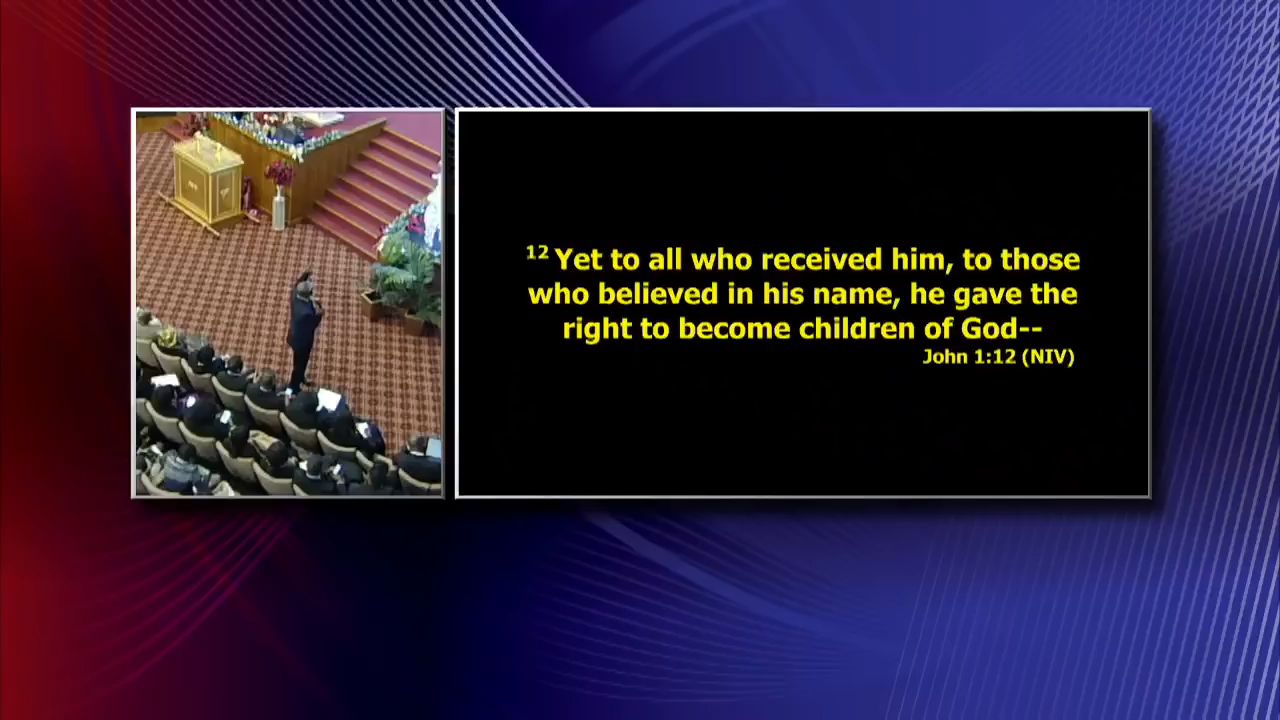 12 Yet to all who received him, to those
who believed in his name, he gave the
right to become children of God--
John 1:12 (NIV)